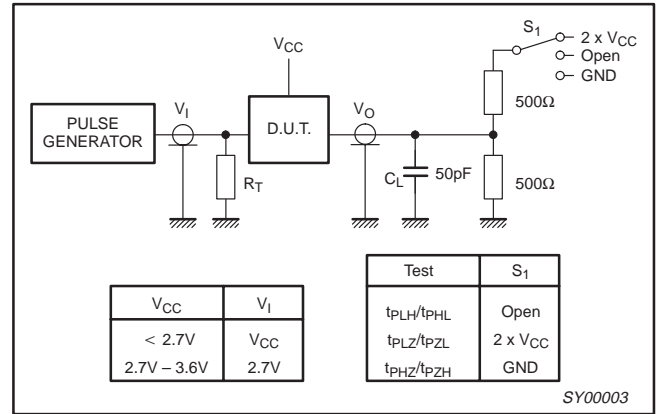 S1
2 x VCC
Open
GND
VCC
500Ω
PULSE
GENERATOR
VI
D.U.T.
VO
RT
CL
50pF
500Ω
VCC VI
< 2.7V VCC
2.7V – 3.6V 2.7V
Test S1
tPLH/tPHL Open
tPLZ/tPZL 2 x VCC
tPHZ/tPZH GND
SY00003